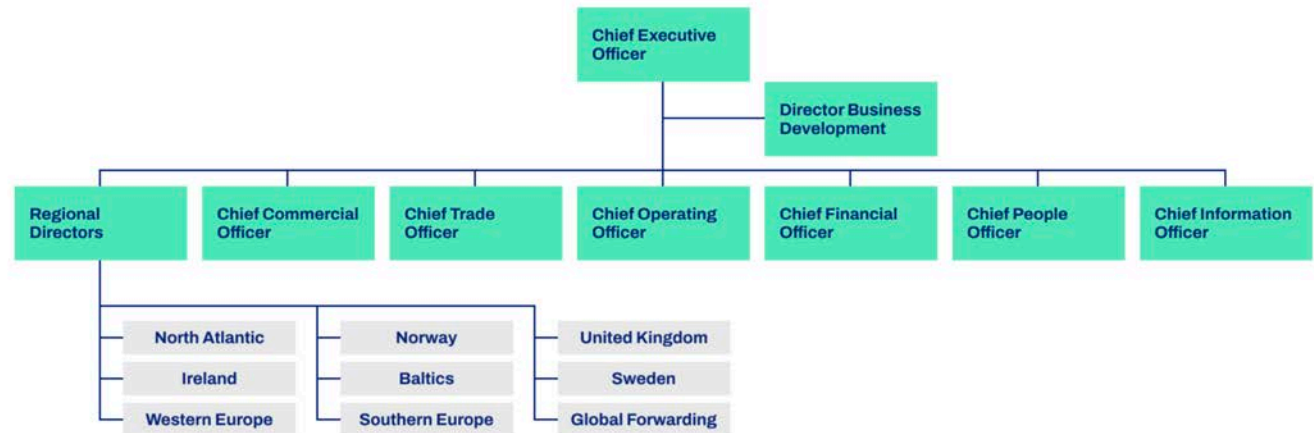 Chief Executive
Officer
Director Business
Development
Regional
Directors
Chief Commercial
Officer
Chief Trade
Officer
Chief Operating
Officer
Chief Financial
Officer
Chief People
Officer
Chief Information
Officer
North Atlantic
Norway
United Kingdom
Ireland
Baltics
Sweden
Western Europe
Southern Europe
Global Forwarding